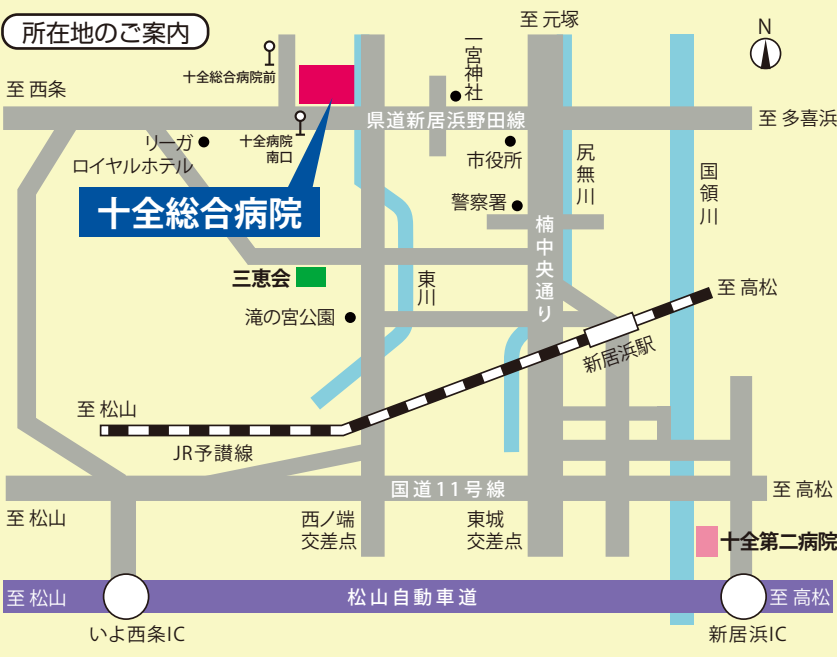 所在地のご案内
至 元塚
N
至 西条
十全総合病院前
一宮神社
県道新居浜野田線
至 多喜浜
リーガ
ロイヤルホテル
十全病院
南口
市役所
尻無川
国領川
十全総合病院
警察署
楠中央通り
三恵会
東川
至 高松
滝の宮公園
新居浜駅
至 松山
JR予讃線
国道11号線
至 高松
至 松山
西ノ端
交差点
東城
交差点
十全第二病院
至 松山
松山自動車道
至 高松
いよ西条IC
新居浜IC